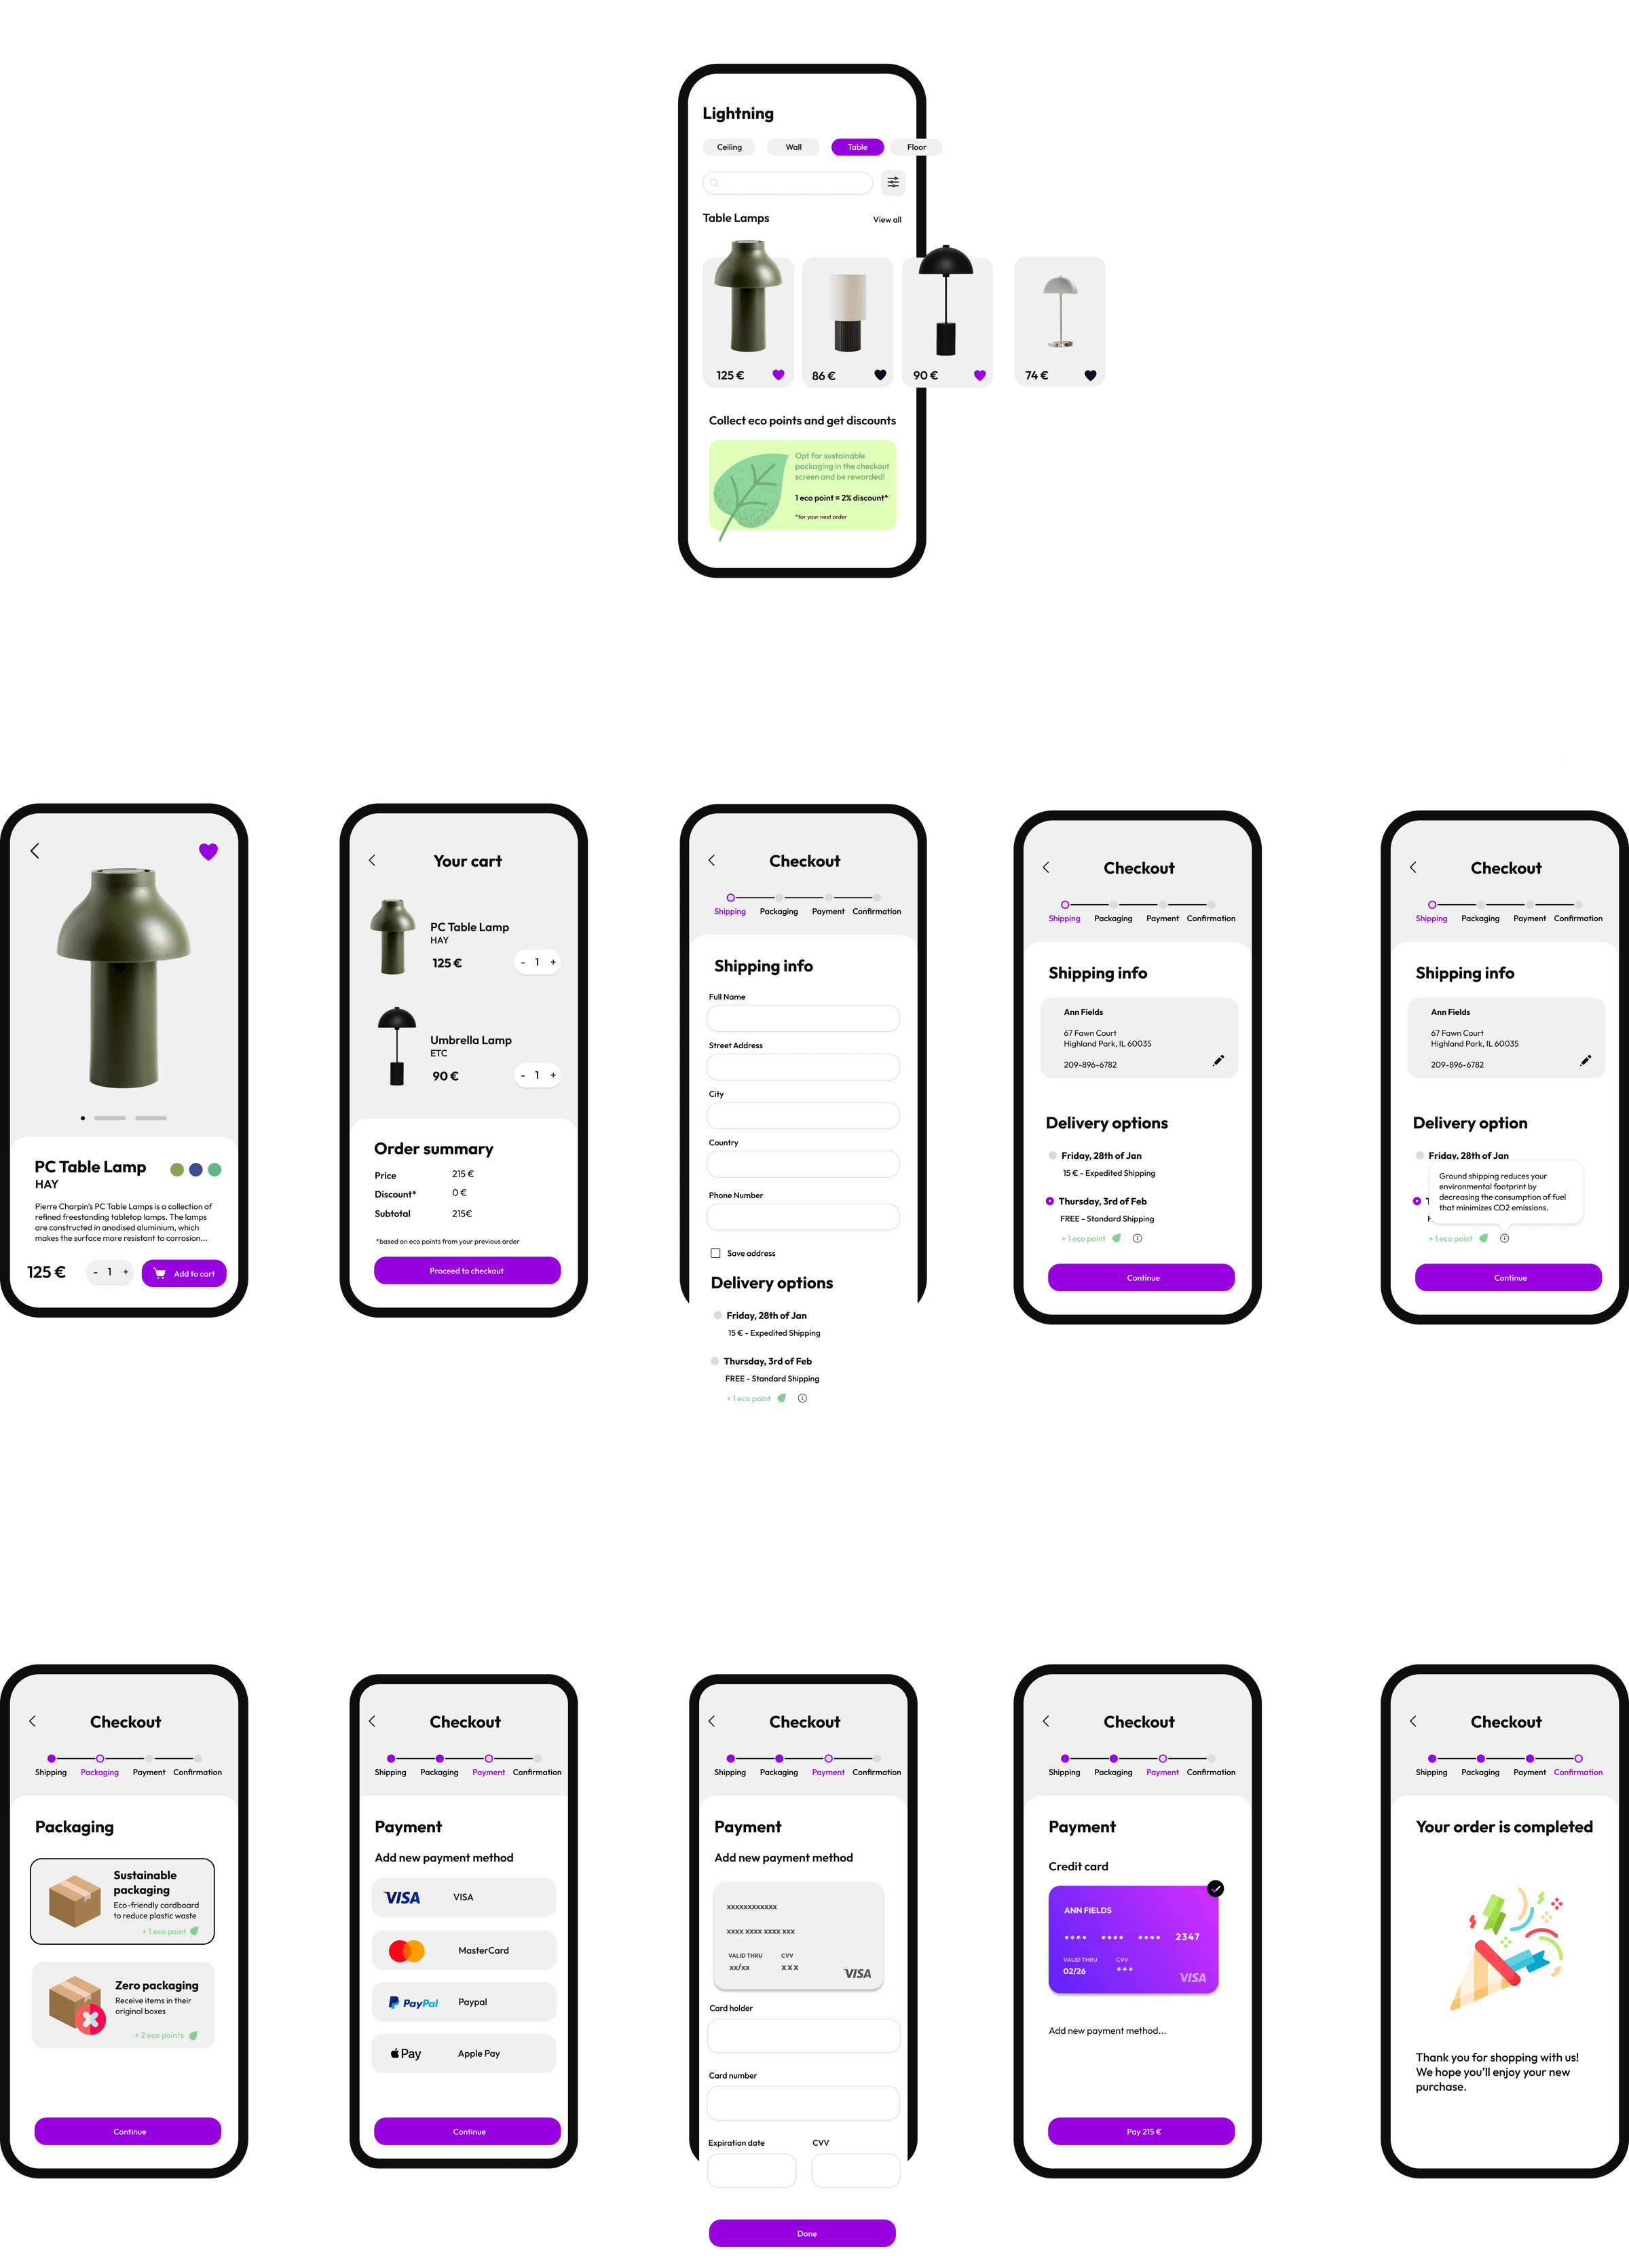 Lightning
Ceiling
Wall
Table
Floor
Table Lamps
View all
125 €
86 €
90 €
74 €
Collect eco points and get discounts
Opt for sustainable
packaging in the checkout
screen and be rewarded!
1 eco point = 2% discount*
*for your next order
PC Table Lamp
HAY
Pierre Charpin's PC Table Lamps is a collection of
refined freestanding tabletop lamps. The lamps
are constructed in anodised aluminium, which
makes the surface more resistant to corrosion...
125 €
- 1 +
Add to cart
Your cart
PC Table Lamp
HAY
125 €
- 1 +
Umbrella Lamp
ETC
90 €
- 1 +
Order summary
Price 215 €
Discount* 0 €
Subtotal 215€
*based on eco points from your previous order
Proceed to checkout
Checkout
Shipping Packaging Payment Confirmation
Shipping info
Full Name
Street Address
City
Country
Phone Number
Save address
Delivery options
Friday, 28th of Jan
15 € - Expedited Shipping
Thursday, 3rd of Feb
FREE - Standard Shipping
+ 1 eco point
Checkout
Shipping Packaging Payment Confirmation
Shipping info
Ann Fields
67 Fawn Court
Highland Park, IL 60035
209-896-6782
Delivery options
Friday, 28th of Jan
15 € - Expedited Shipping
Thursday, 3rd of Feb
FREE - Standard Shipping
+ 1 eco point
Continue
Checkout
Shipping Packaging Payment Confirmation
Shipping info
Ann Fields
67 Fawn Court
Highland Park, IL 60035
209-896-6782
Delivery option
Friday, 28th of Jan
Ground shipping reduces your
environmental footprint by
decreasing the consumption of fuel
that minimizes CO2 emissions.
+ 1 eco point
Continue
Checkout
Shipping Packaging Payment Confirmation
Packaging
Sustainable
packaging
Eco-friendly cardboard
to reduce plastic waste
+ 1 eco point
Zero packaging
Receive items in their
original boxes
+ 2 eco points
Continue
Checkout
Shipping Packaging Payment Confirmation
Payment
Add new payment method
VISA VISA
MasterCard
PayPal Paypal
Pay Apple Pay
Continue
Checkout
Shipping Packaging Payment Confirmation
Payment
Add new payment method
xxxxxxxxxxxx
xxxx xxxx xxxx xxx
VALID THRU CVV
xx/xx x x x
VISA
Card holder
Card number
Expiration date CVV
Done
Checkout
Shipping Packaging Payment Confirmation
Payment
Credit card
ANN FIELDS
**** **** **** 2347
VALID THRU CVV
02/26 ***
VISA
Add new payment method...
Pay 215 €
Checkout
Shipping Packaging Payment Confirmation
Your order is completed
Thank you for shopping with us!
We hope you'll enjoy your new
purchase.